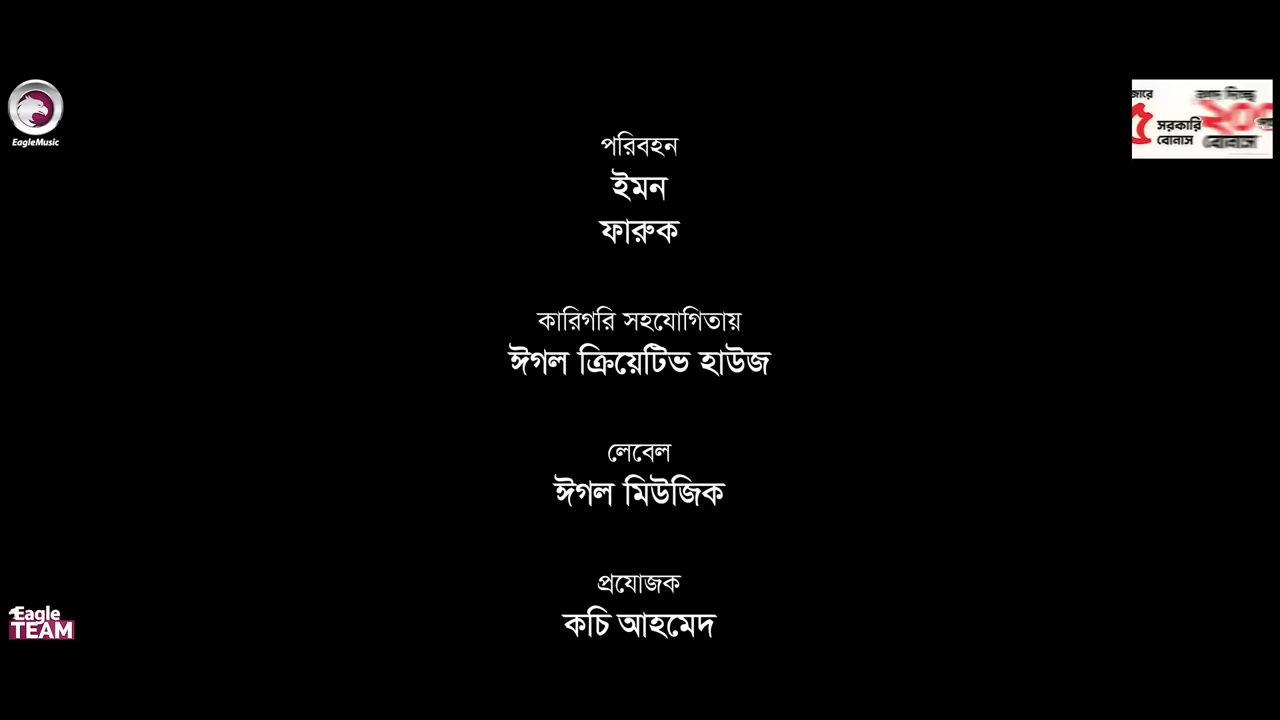 EagleMusic
সরকারি
বোনাস
পরিবহন
ইমন
ফারুক
কারিগরি সহযোগিতায়
ঈগল ক্রিয়েটিভ হাউজ
লেবেল
ঈগল মিউজিক
প্রযোজক
কচি আহমেদ
Eagle
TEAM